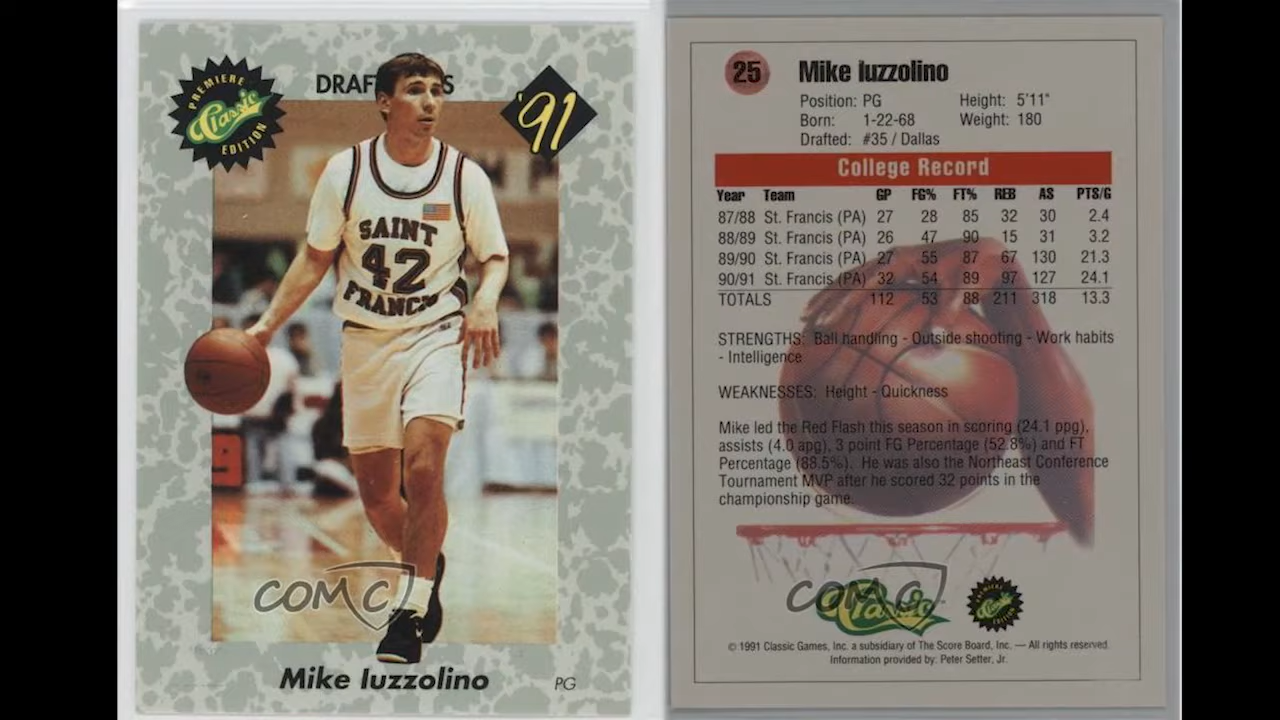 PREMIERE
Classic
EDITION
DRAFT
'91
SAINT
42
FRANCIS
COMC
Mike Iuzzolino
PG
25
Mike Iuzzolino
Position: PG Height: 5'11"
Born: 1-22-68 Weight: 180
Drafted: #35 / Dallas
College Record
Year Team GP FG% FT% REB AS PTS/G
87/88 St. Francis (PA) 27 28 85 32 30 2.4
88/89 St. Francis (PA) 26 47 90 15 31 3.2
89/90 St. Francis (PA) 27 55 87 67 130 21.3
90/91 St. Francis (PA) 32 54 89 97 127 24.1
TOTALS 112 53 88 211 318 13.3
STRENGTHS: Ball handling - Outside shooting - Work habits
- Intelligence
WEAKNESSES: Height - Quickness
Mike led the Red Flash this season in scoring (24.1 ppg),
assists (4.0 apg), 3 point FG Percentage (52.8%) and FT
Percentage (88.5%). He was also the Northeast Conference
Tournament MVP after he scored 32 points in the
championship game.
COMC
Classic
PREMIERE
Classic
EDITION
© 1991 Classic Games, Inc. a subsidiary of The Score Board, Inc. — All rights reserved.
Information provided by: Peter Setter, Jr.